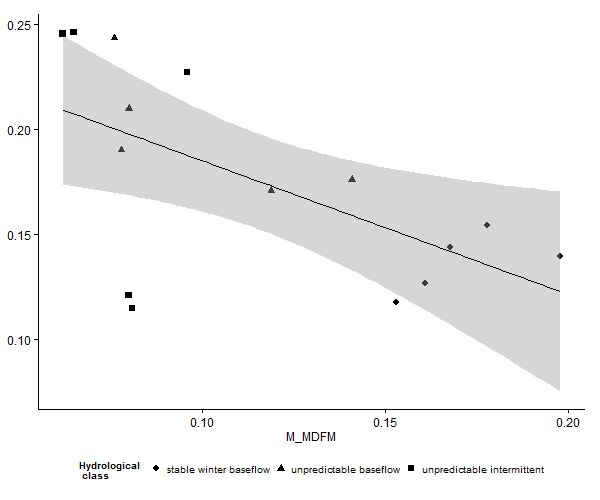 0.25
0.20
0.15
0.10
0.10 0.15 0.20
M_MDFM
Hydrological
class
stable winter baseflow unpredictable baseflow unpredictable intermittent